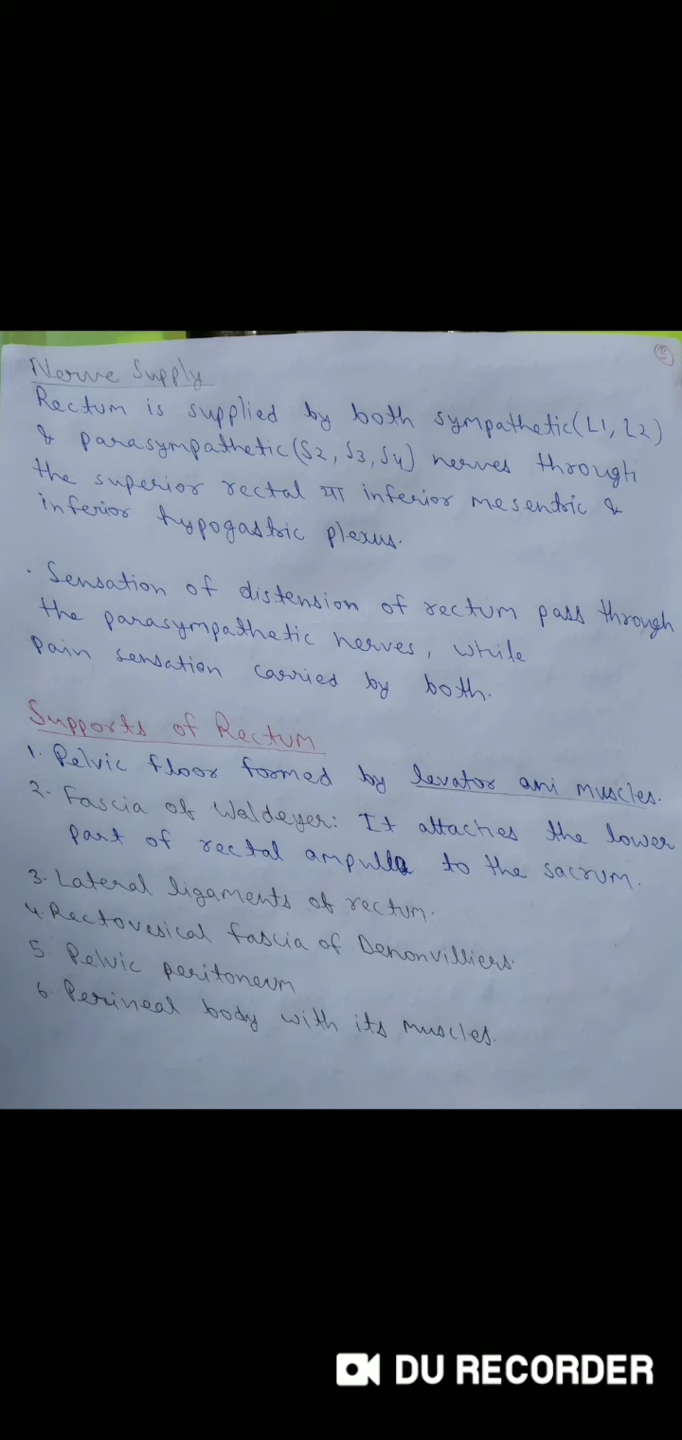 Nerve Supply
Rectum is supplied by both sympathetic (L1, L2)
& parasympathetic (S2, S3, S4) nerves through
the superior rectal या inferior mesentric &
inferior hypogastric plexus.
· Sensation of distension of rectum pass through
the parasympathetic nerves, while
pain sensation carried by both.
Supports of Rectum
1. Pelvic floor formed by levator ani muscles.
2. Fascia of Waldeyer: It attaches the lower
part of rectal ampulla to the sacrum.
3. Lateral ligaments of rectum.
4. Rectovesical fascia of Denonvilliers.
5. Pelvic peritoneum
6. Perineal body with its muscles.
DU RECORDER